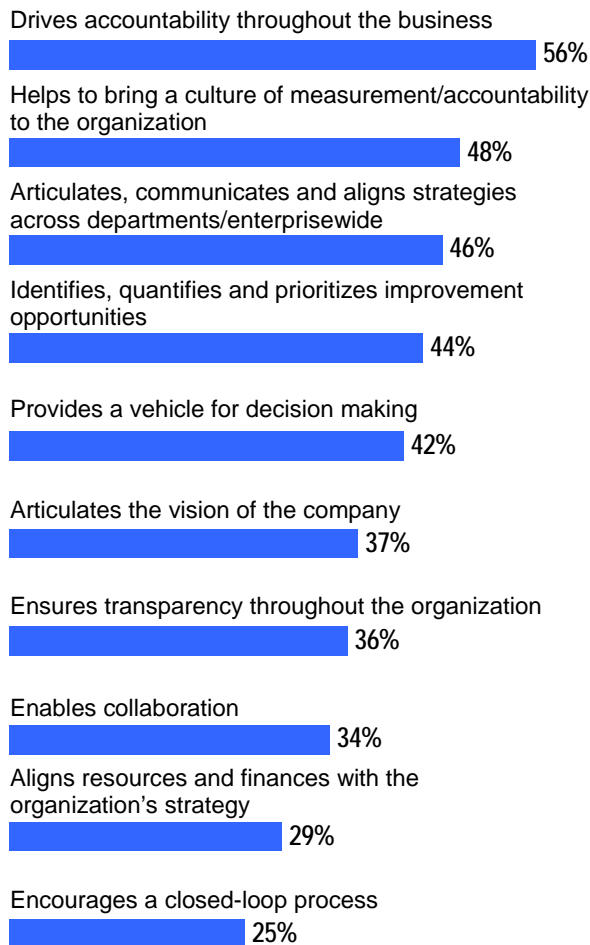 Drives accountability throughout the business
56%
Helps to bring a culture of measurement/accountability
to the organization
48%
Articulates, communicates and aligns strategies
across departments/enterprisewide
46%
Identifies, quantifies and prioritizes improvement
opportunities
44%
Provides a vehicle for decision making
42%
Articulates the vision of the company
37%
Ensures transparency throughout the organization
36%
Enables collaboration
34%
Aligns resources and finances with the
organization’s strategy
29%
Encourages a closed-loop process
25%